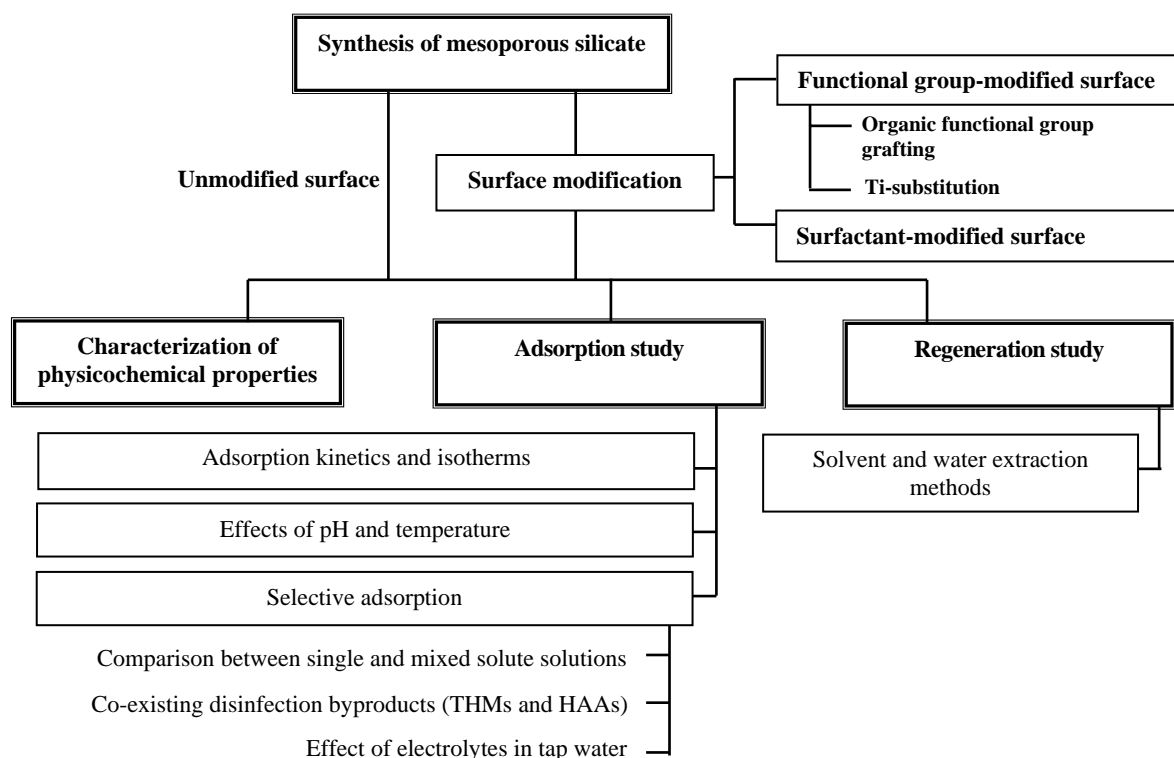 Synthesis of mesoporous silicate
Functional group-modified surface
Organic functional group
grafting
Ti-substitution
Unmodified surface
Surface modification
Surfactant-modified surface
Characterization of
physicochemical properties
Adsorption study
Regeneration study
Adsorption kinetics and isotherms
Effects of pH and temperature
Selective adsorption
Comparison between single and mixed solute solutions
Co-existing disinfection byproducts (THMs and HAAs)
Effect of electrolytes in tap water
Solvent and water extraction
methods